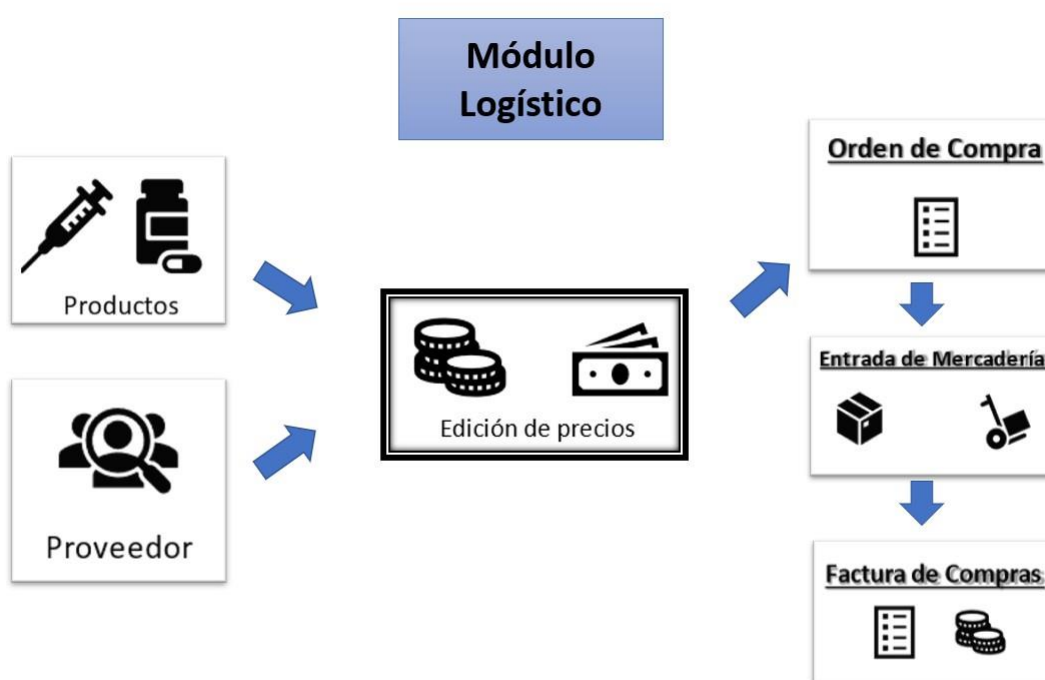 Módulo
Logístico
Productos
Proveedor
Edición de precios
Orden de Compra
Entrada de Mercadería
Factura de Compras